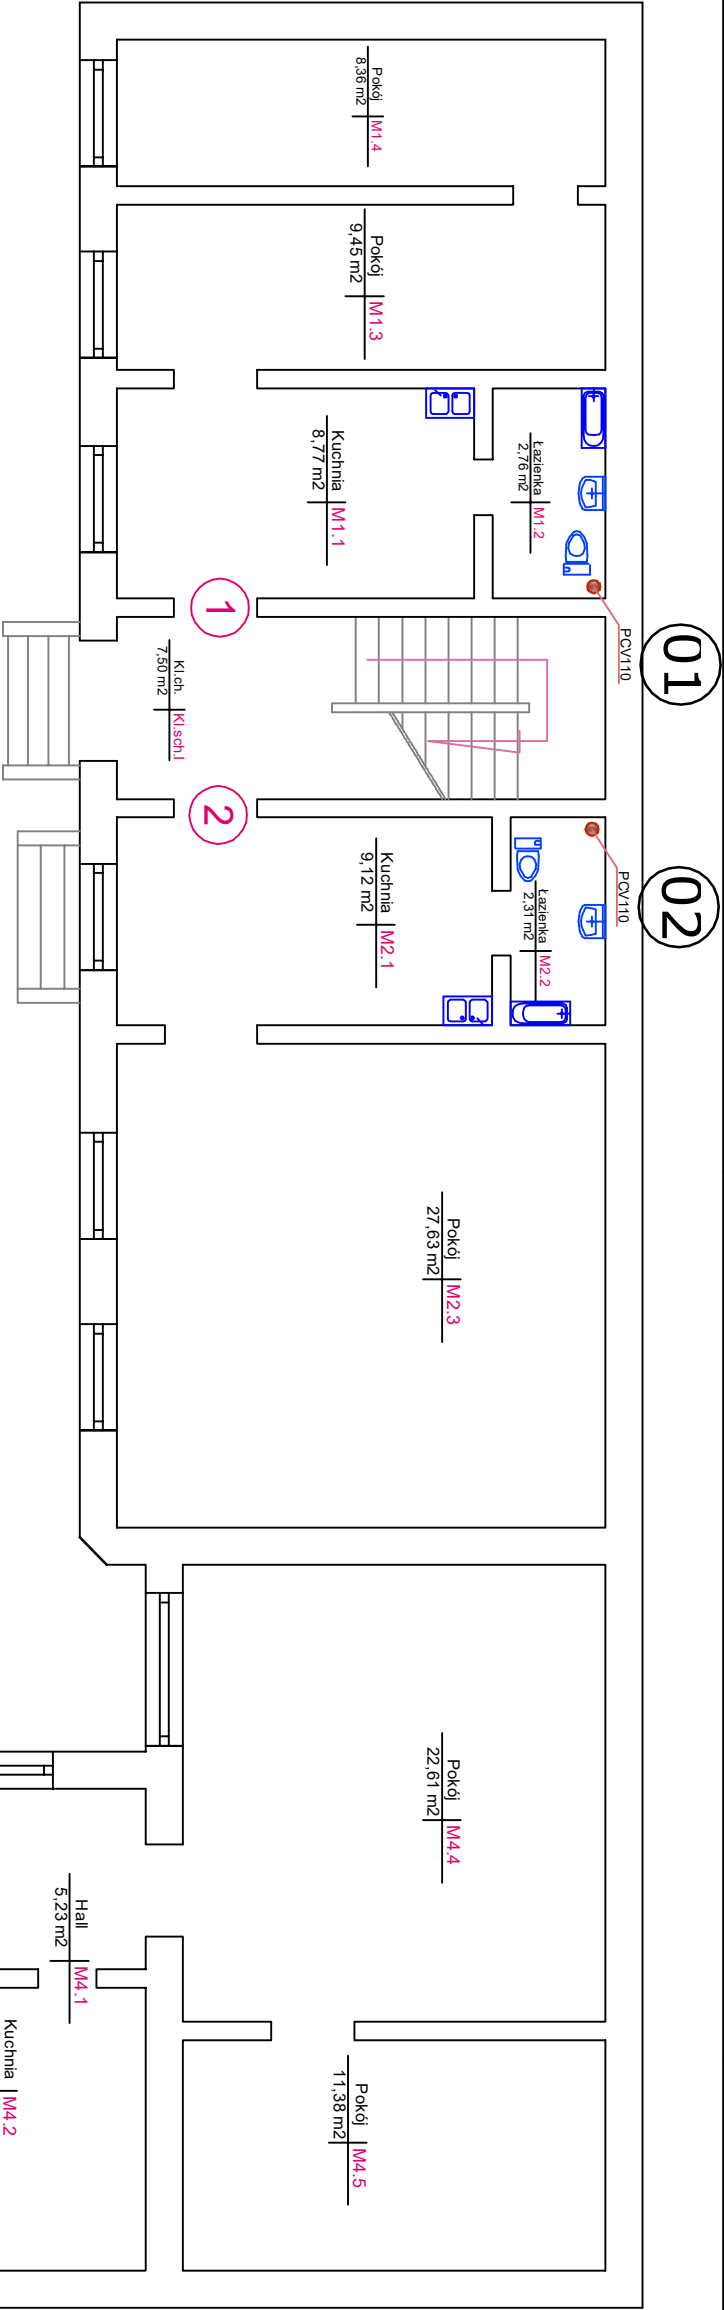 Pokój
8,36 m2
M1.4
Pokój
9,45 m2
M1.3
Kuchnia
8,77 m2
M1.1
Łazienka
2,76 m2
M1.2
PCV110
01
1
Kl.ch.
7,50 m2
Kl.sch.I
2
PCV110
02
Kuchnia
9,12 m2
M2.1
Łazienka
2,31 m2
M2.2
Pokój
27,63 m2
M2.3
Pokój
22,61 m2
M4.4
Hall
5,23 m2
M4.1
Kuchnia
M4.2
Pokój
11,38 m2
M4.5